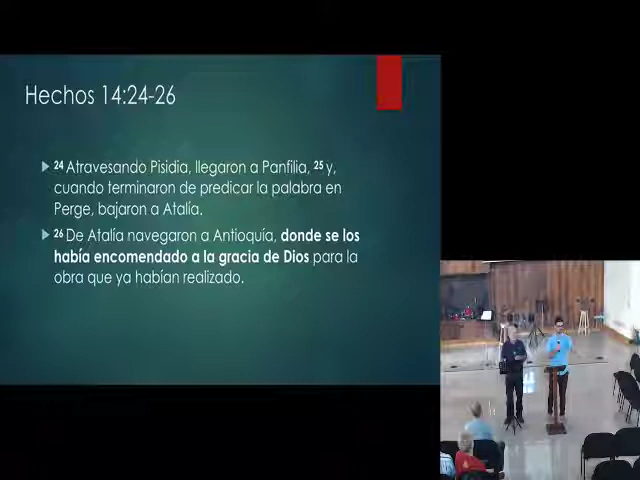 Hechos 14:24-26
24 Atravesando Pisidia, llegaron a Panfilia, 25 y,
cuando terminaron de predicar la palabra en
Perge, bajaron a Atalía.
26 De Atalía navegaron a Antioquía, donde se los
había encomendado a la gracia de Dios para la
obra que ya habían realizado.